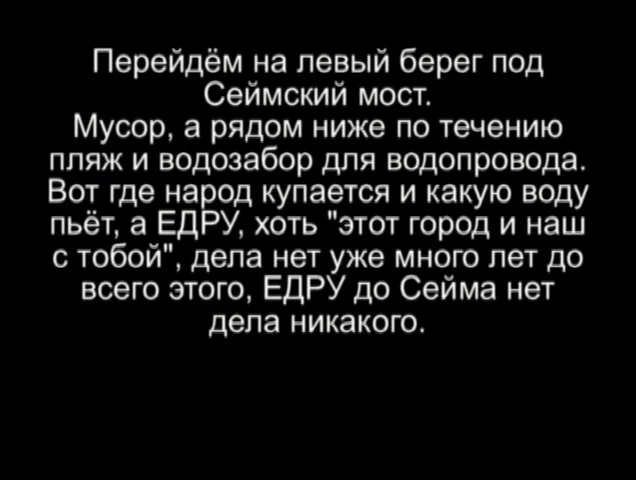 Перейдём на левый берег под
Сеймский мост.
Мусор, а рядом ниже по течению
пляж и водозабор для водопровода.
Вот где народ купается и какую воду
пьёт, а ЕДРУ, хоть "этот город и наш
с тобой", дела нет уже много лет до
всего этого, ЕДРУ до Сейма нет
дела никакого.